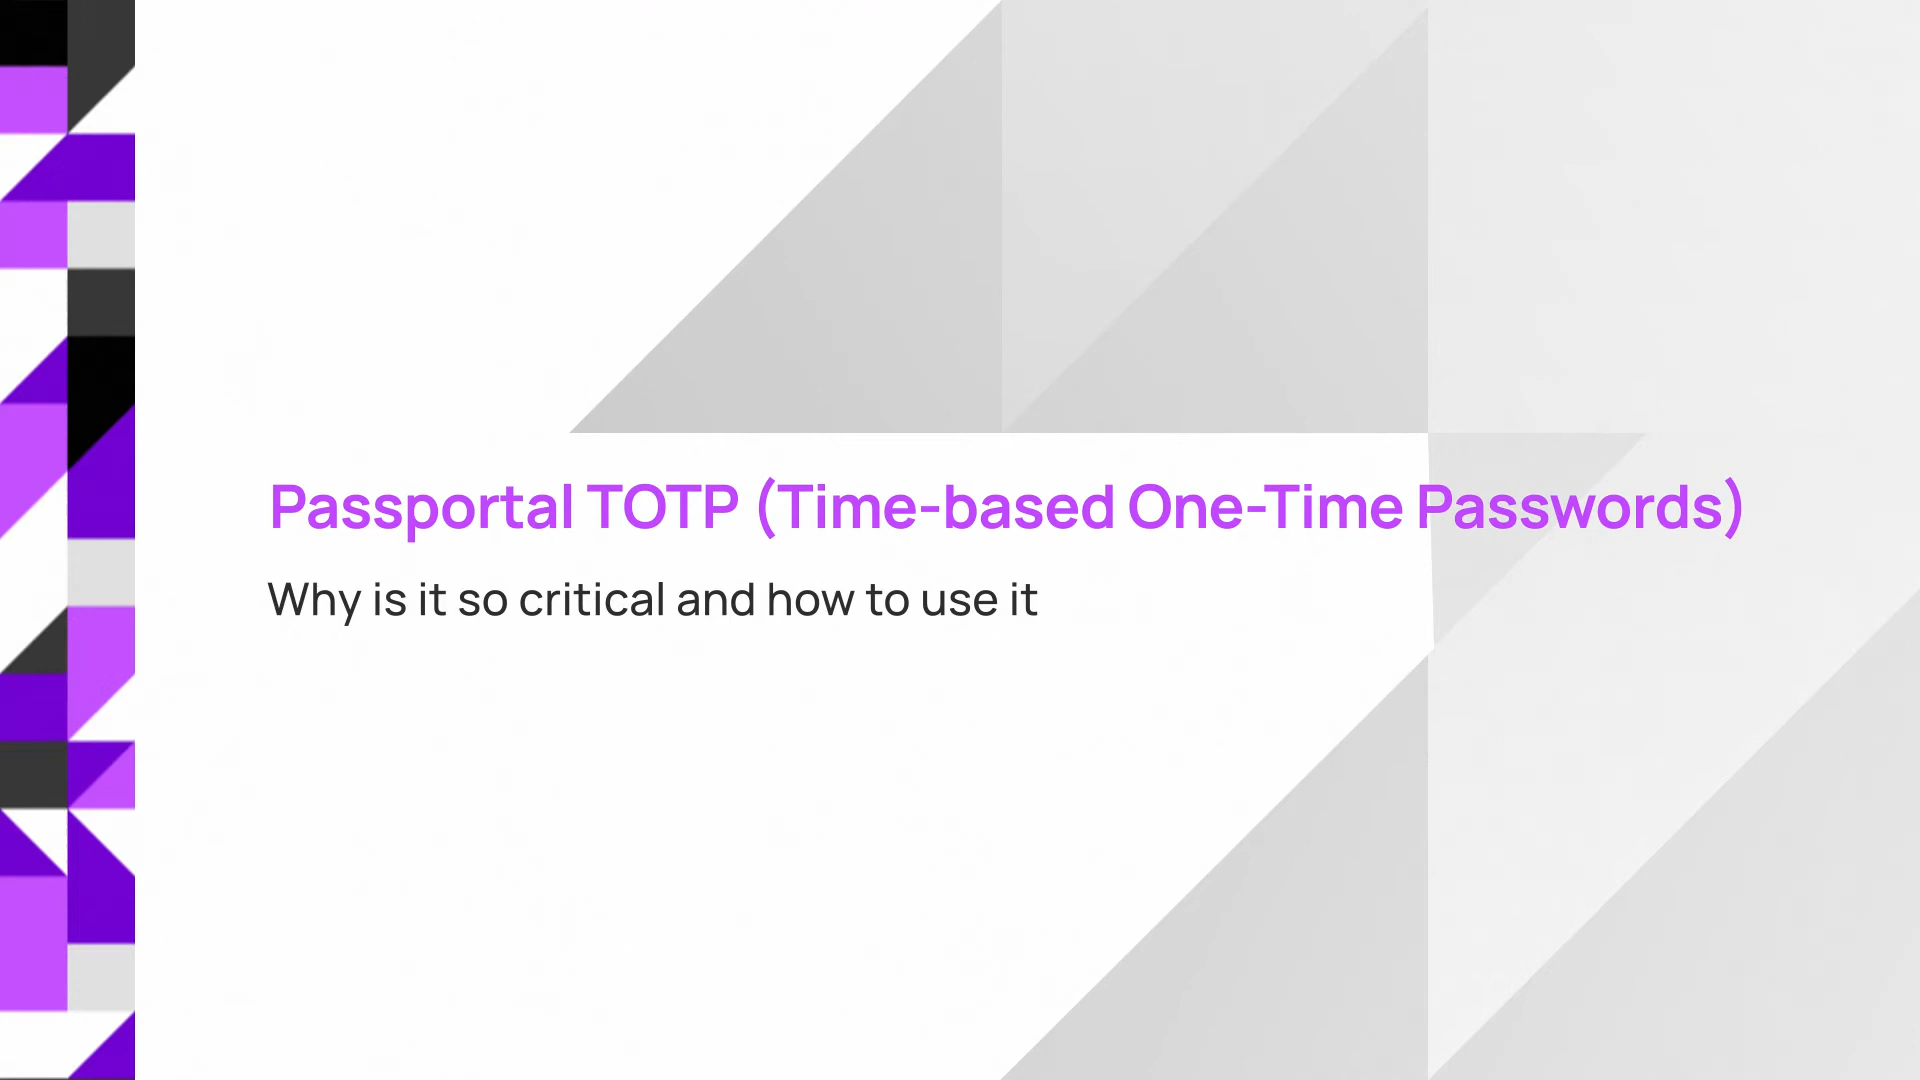 Passportal TOTP (Time-based One-Time Passwords)
Why is it so critical and how to use it